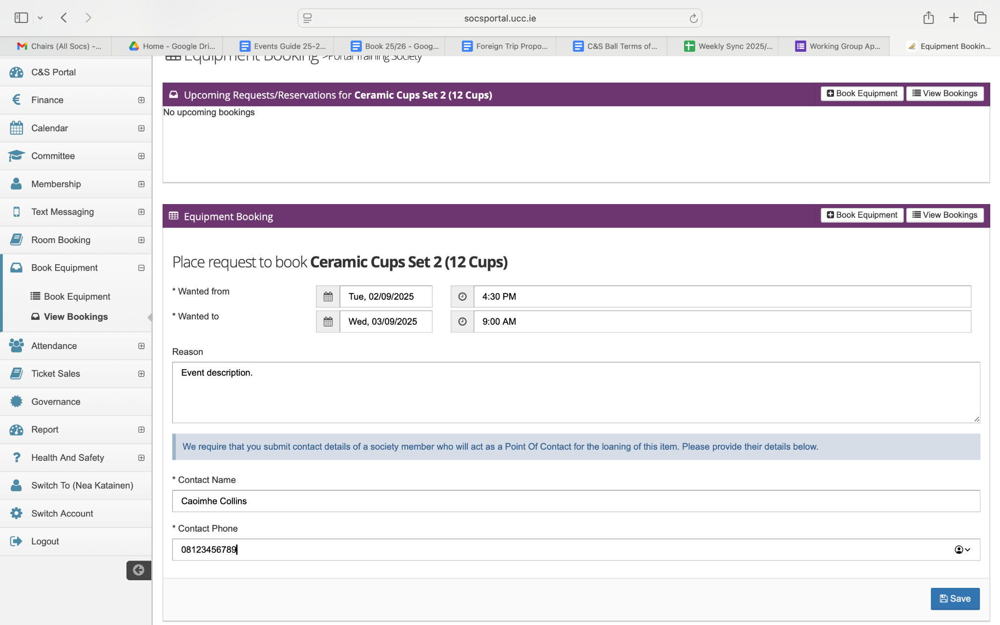 socsportal.ucc.ie
Chairs (All Socs) -...
Home - Google Dri...
Events Guide 25-2...
Book 25/26 - Goog...
Foreign Trip Propo...
C&S Ball Terms of...
Weekly Sync 2025/...
Working Group Ap...
Equipment Bookin...
Equipment Booking >Portal Training Society
C&S Portal
Finance
Calendar
Committee
Membership
Text Messaging
Room Booking
Book Equipment
Book Equipment
View Bookings
Attendance
Ticket Sales
Governance
Report
Health And Safety
Switch To (Nea Katainen)
Switch Account
Logout
Upcoming Requests/Reservations for Ceramic Cups Set 2 (12 Cups)
Book Equipment
View Bookings
No upcoming bookings
Equipment Booking
Book Equipment
View Bookings
Place request to book Ceramic Cups Set 2 (12 Cups)
* Wanted from
Tue, 02/09/2025
4:30 PM
* Wanted to
Wed, 03/09/2025
9:00 AM
Reason
Event description.
We require that you submit contact details of a society member who will act as a Point Of Contact for the loaning of this item. Please provide their details below.
* Contact Name
Caoimhe Collins
* Contact Phone
08123456789
Save